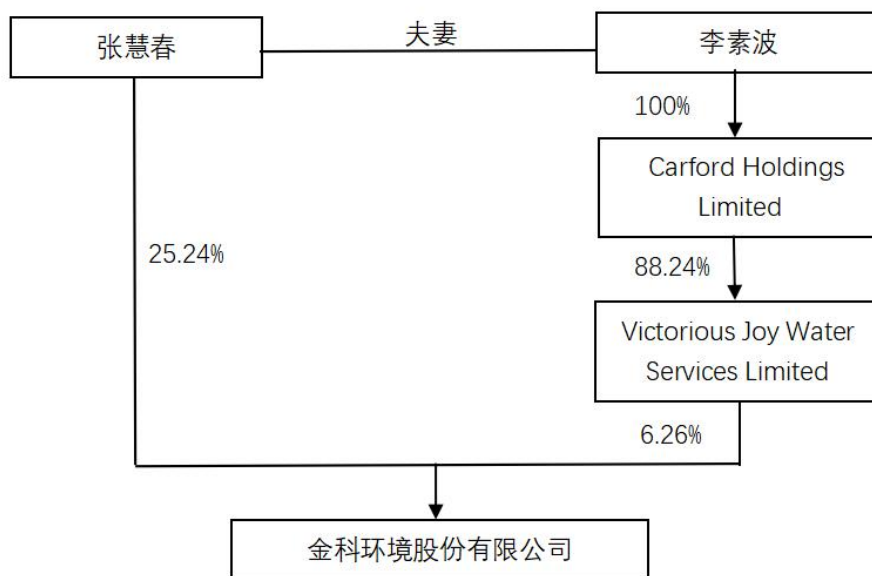 张慧春
夫妻
李素波
100%
Carford Holdings
Limited
25.24%
88.24%
Victorious Joy Water
Services Limited
6.26%
金科环境股份有限公司